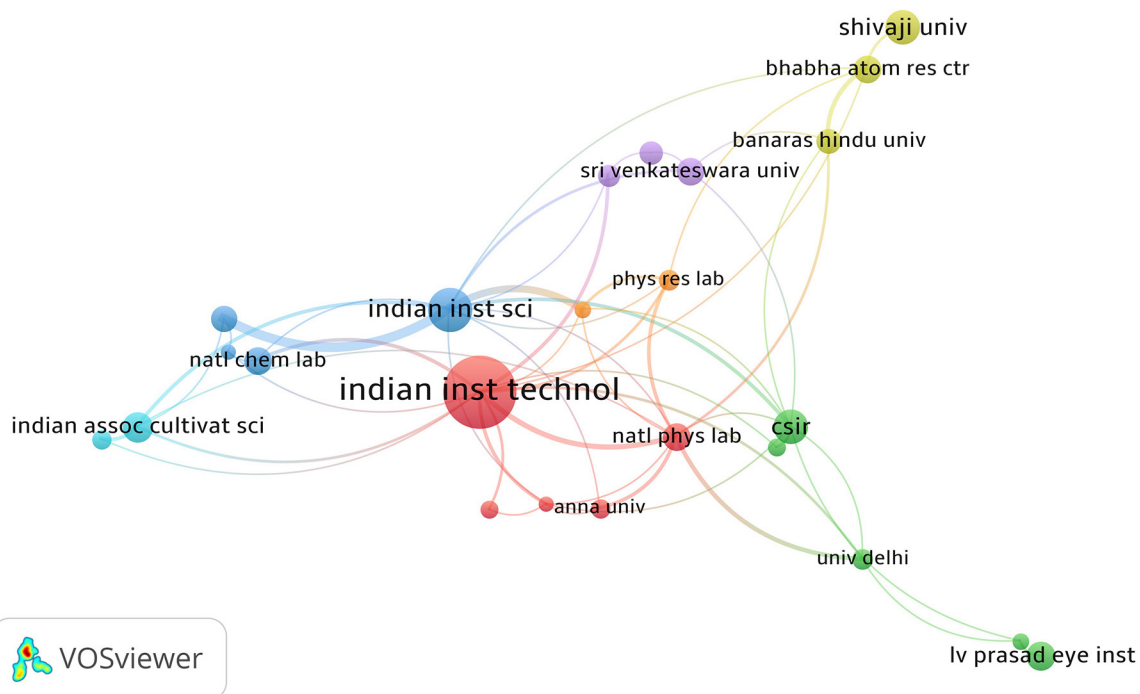 shivaji univ
bhabha atom res ctr
banaras hindu univ
sri venkateswara univ
phys res lab
indian inst sci
natl chem lab
indian inst technol
indian assoc cultivat sci
csir
natl phys lab
anna univ
univ delhi
lv prasad eye inst
VOSviewer